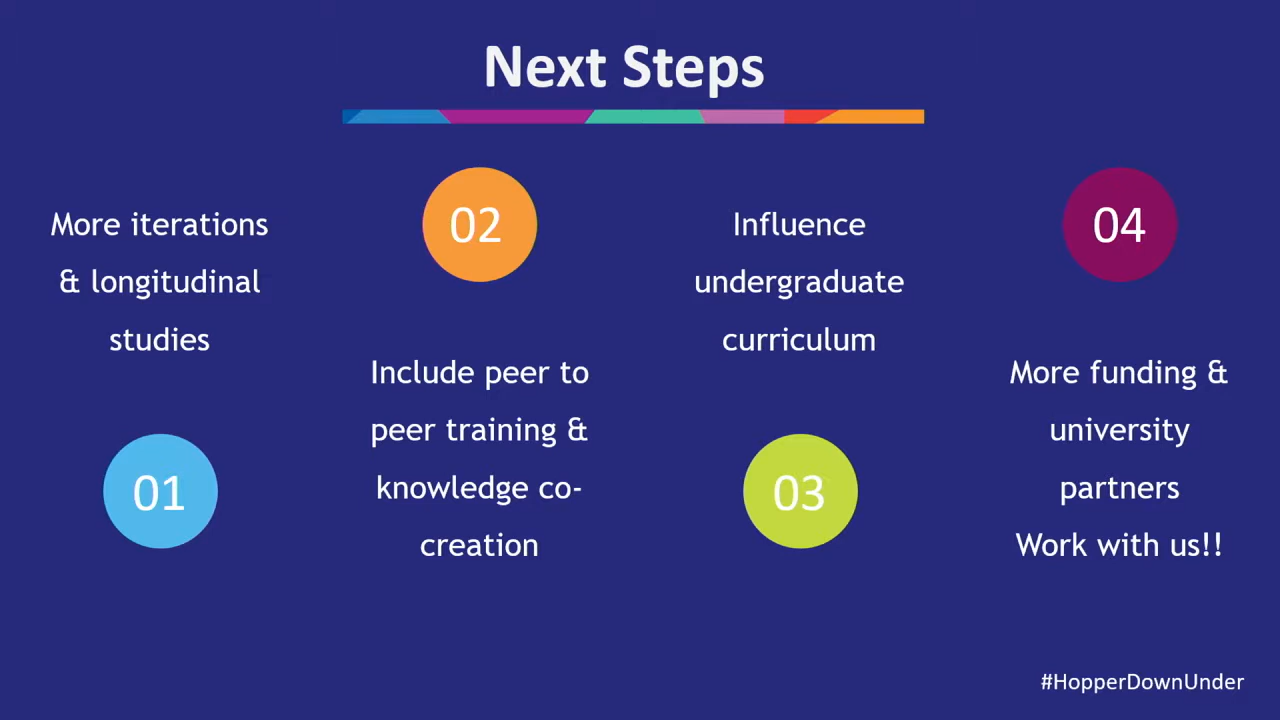 Next Steps
More iterations
& longitudinal
studies
01
02
Include peer to
peer training &
knowledge co-
creation
Influence
undergraduate
curriculum
03
04
More funding &
university
partners
Work with us!!
#HopperDownUnder